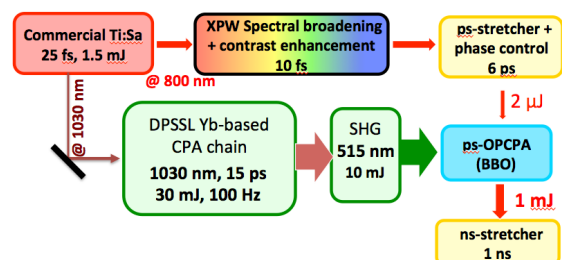 Commercial Ti:Sa
25 fs, 1.5 mJ
XPW Spectral broadening
+ contrast enhancement
10 fs
ps-stretcher +
phase control
6 ps
@ 800 nm
@ 1030 nm
2 µJ
DPSSL Yb-based
CPA chain
1030 nm, 15 ps
30 mJ, 100 Hz
SHG
515 nm
10 mJ
ps-OPCPA
(BBO)
1 mJ
ns-stretcher
1 ns